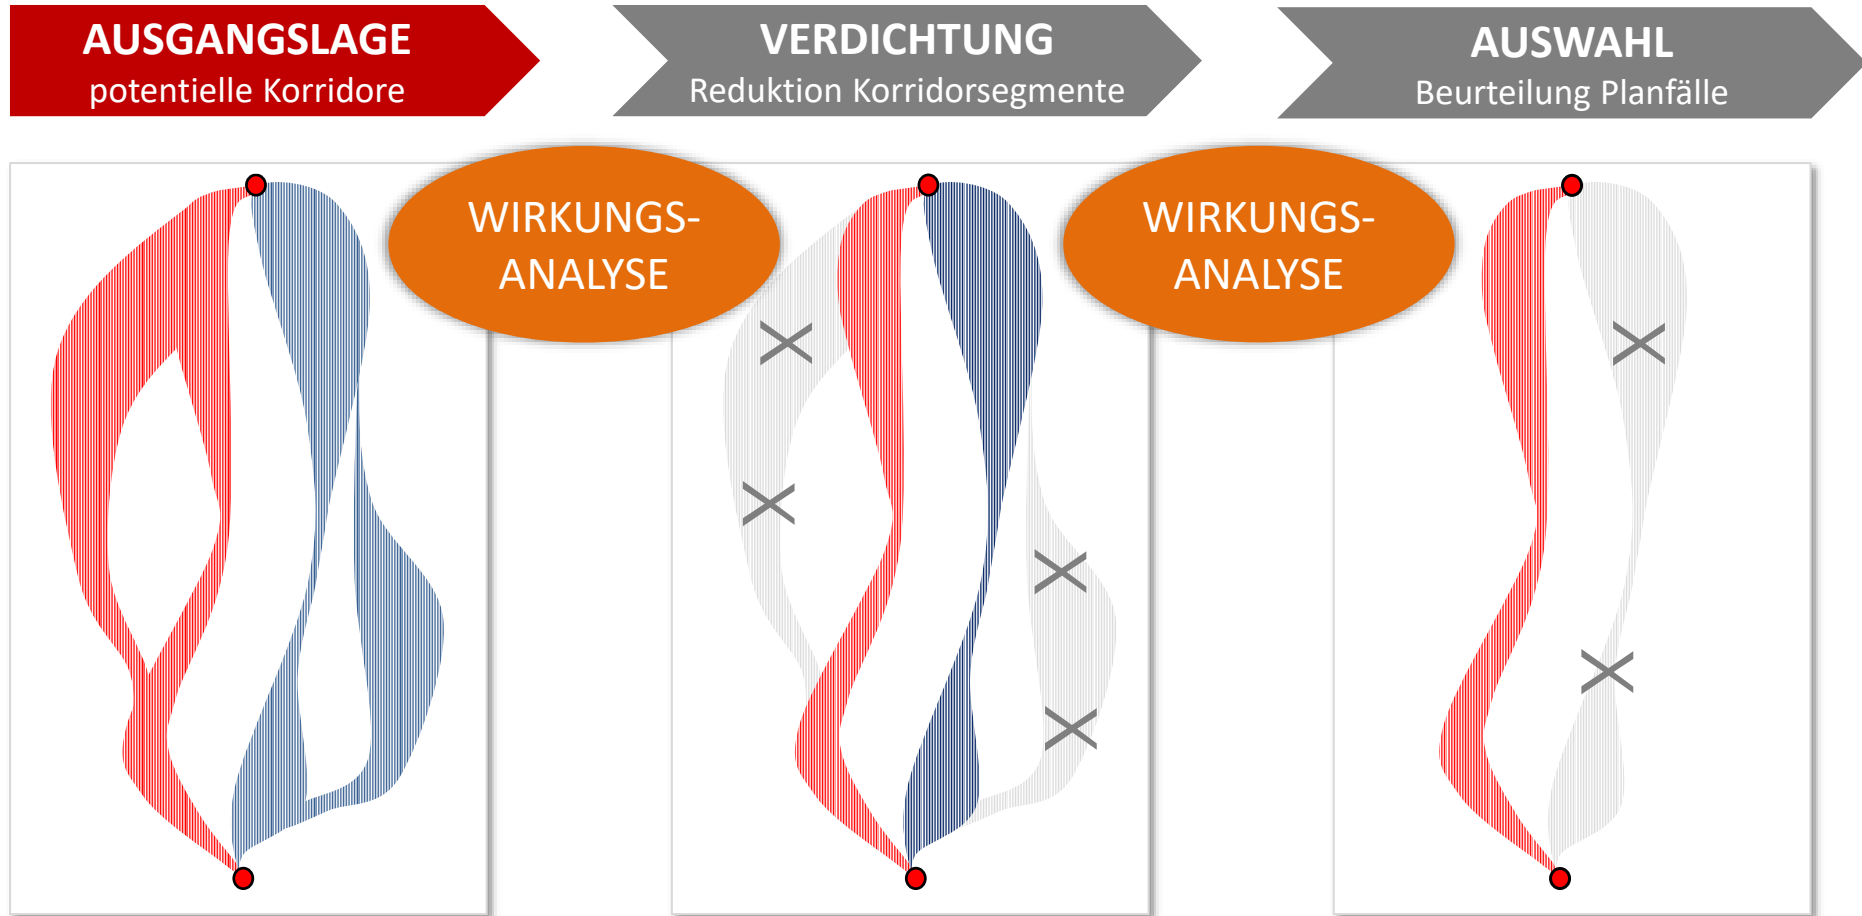 AUSGANGSLAGE
potentielle Korridore
VERDICHTUNG
Reduktion Korridorsegmente
AUSWAHL
Beurteilung Planfälle
WIRKUNGS-
ANALYSE
WIRKUNGS-
ANALYSE